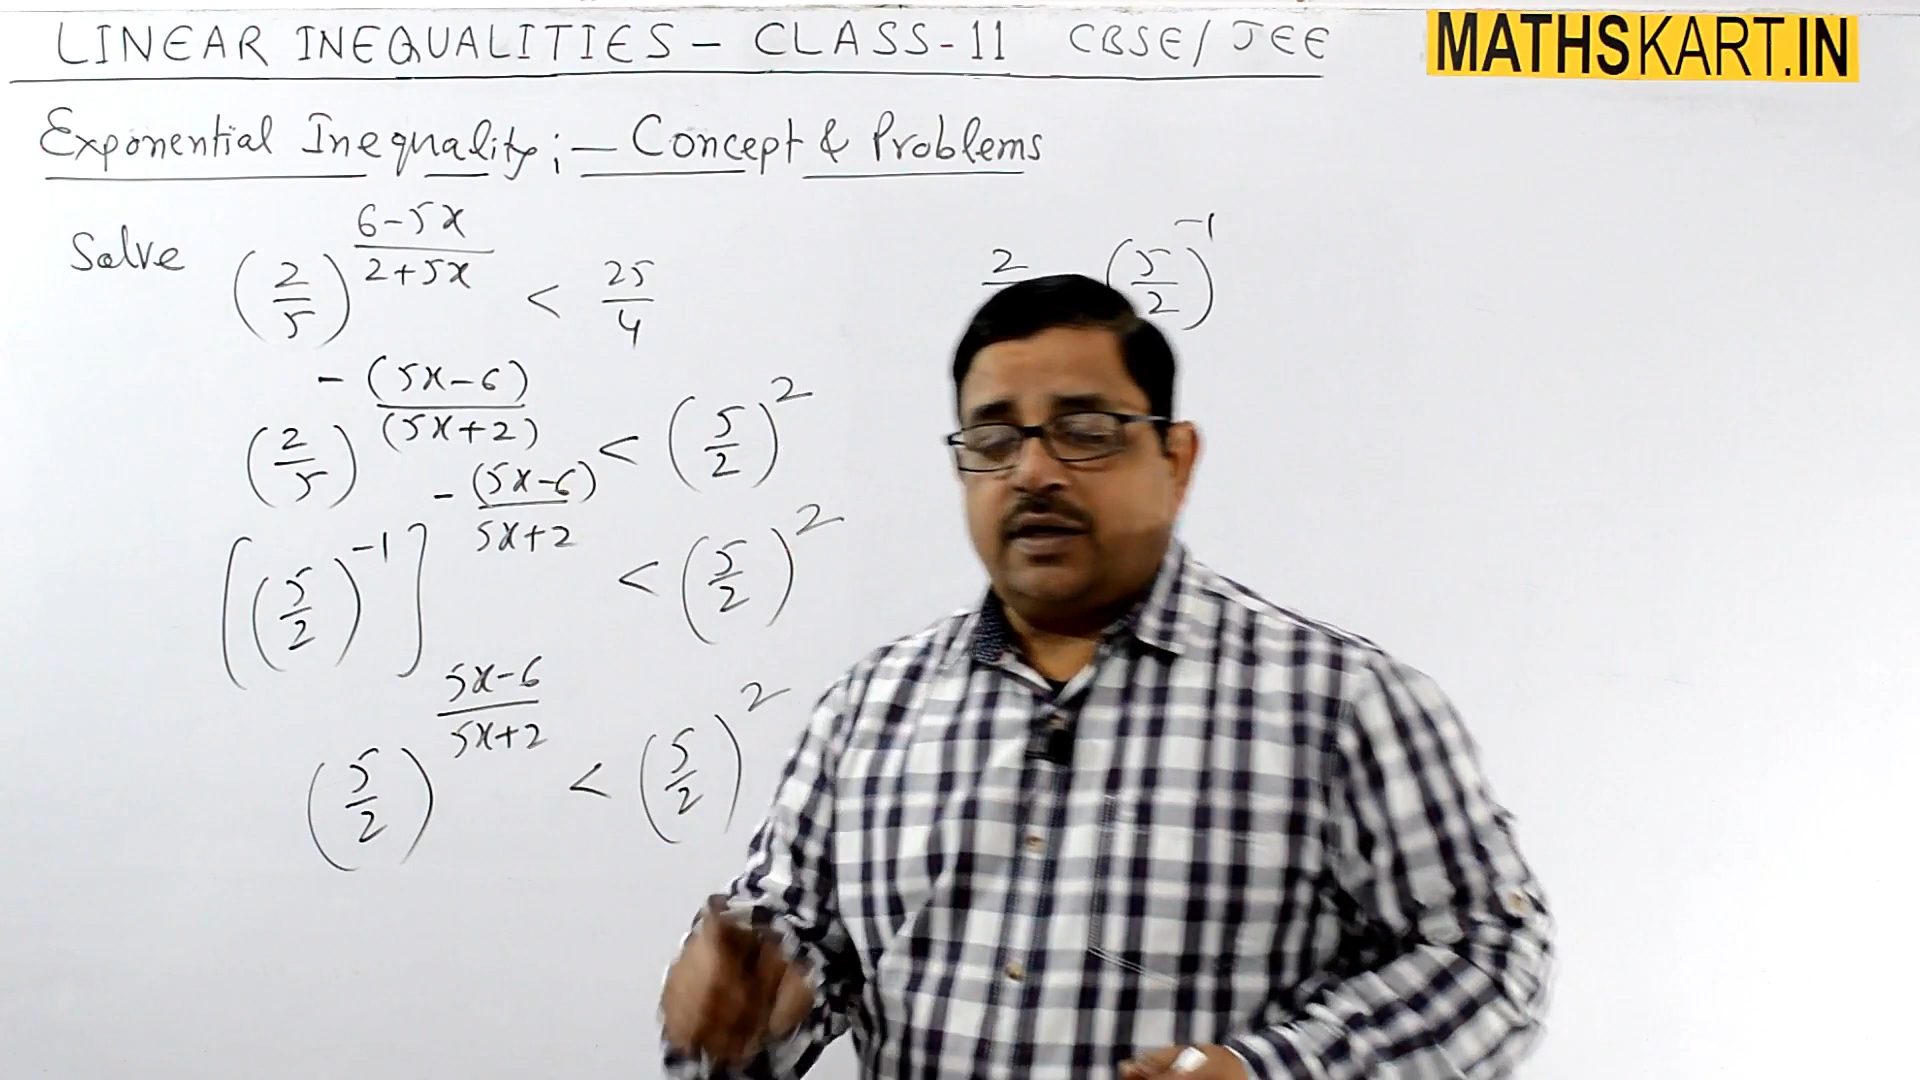 LINEAR INEQUALITIES – CLASS-11 CBSE/JEE
MATHSKART.IN
Exponential Inequality;— Concept & Problems
Solve (2/5)^((6-5x)/(2+5x)) < 25/4
2 (5/2)^-1
(2/5)^(-(5x-6)/(5x+2)) < (5/2)^2
[(5/2)^-1]^(-(5x-6)/(5x+2)) < (5/2)^2
(5/2)^((5x-6)/(5x+2)) < (5/2)^2